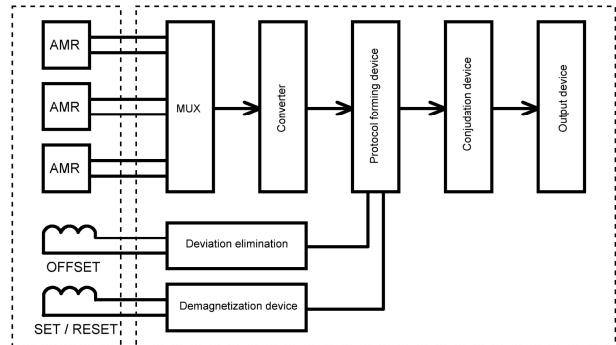 AMR
AMR
AMR
MUX
Converter
Protocol forming device
Conjudation device
Output device
Deviation elimination
OFFSET
Demagnetization device
SET / RESET